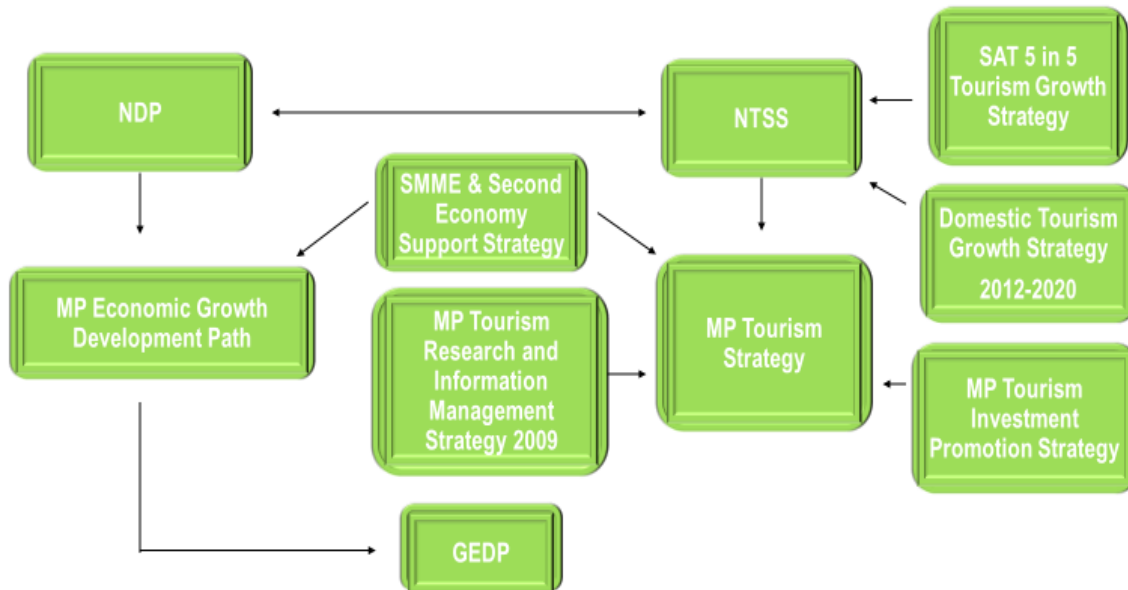 NDP
NTSS
SAT 5 in 5
Tourism Growth
Strategy
SMME & Second
Economy
Support Strategy
Domestic Tourism
Growth Strategy
2012-2020
MP Economic Growth
Development Path
MP Tourism
Research and
Information
Management
Strategy 2009
MP Tourism
Strategy
MP Tourism
Investment
Promotion Strategy
GEDP